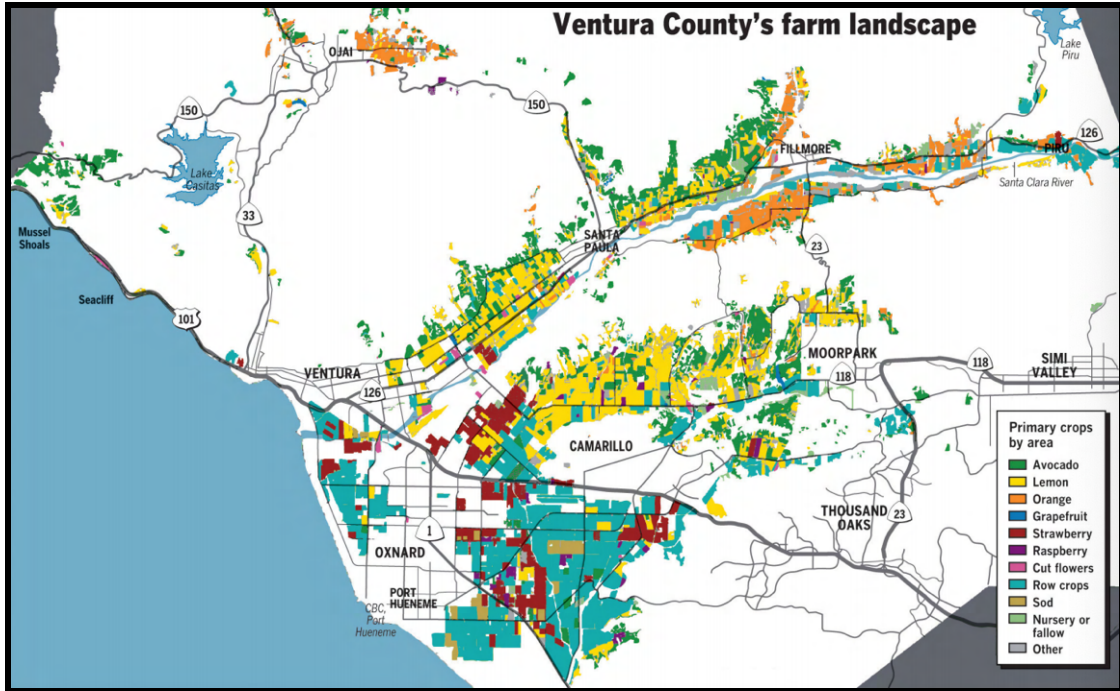 Ventura County's farm landscape
Lake
Piru
OJAI
150
150
126
FILLMORE
PIRU
Santa Clara River
Lake
Casitas
33
SANTA
PAULA
23
Mussel
Shoals
Seacliff
101
VENTURA
126
MOORPARK
118
118
SIMI
VALLEY
CAMARILLO
THOUSAND
OAKS
23
1
OXNARD
PORT
HUENEME
CBC,
Port
Hueneme
Primary crops
by area
Avocado
Lemon
Orange
Grapefruit
Strawberry
Raspberry
Cut flowers
Row crops
Sod
Nursery or
fallow
Other